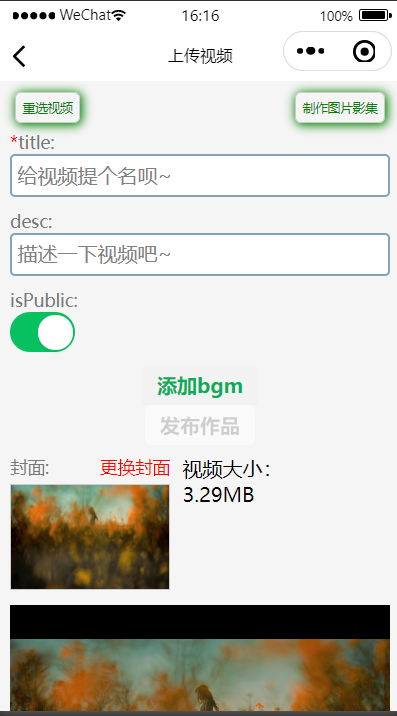 WeChat 16:16 100%
上传视频
重选视频 制作图片影集
*title:
给视频提个名呗~
desc:
描述一下视频吧~
isPublic:
添加bgm
发布作品
封面: 更换封面 视频大小:
3.29MB